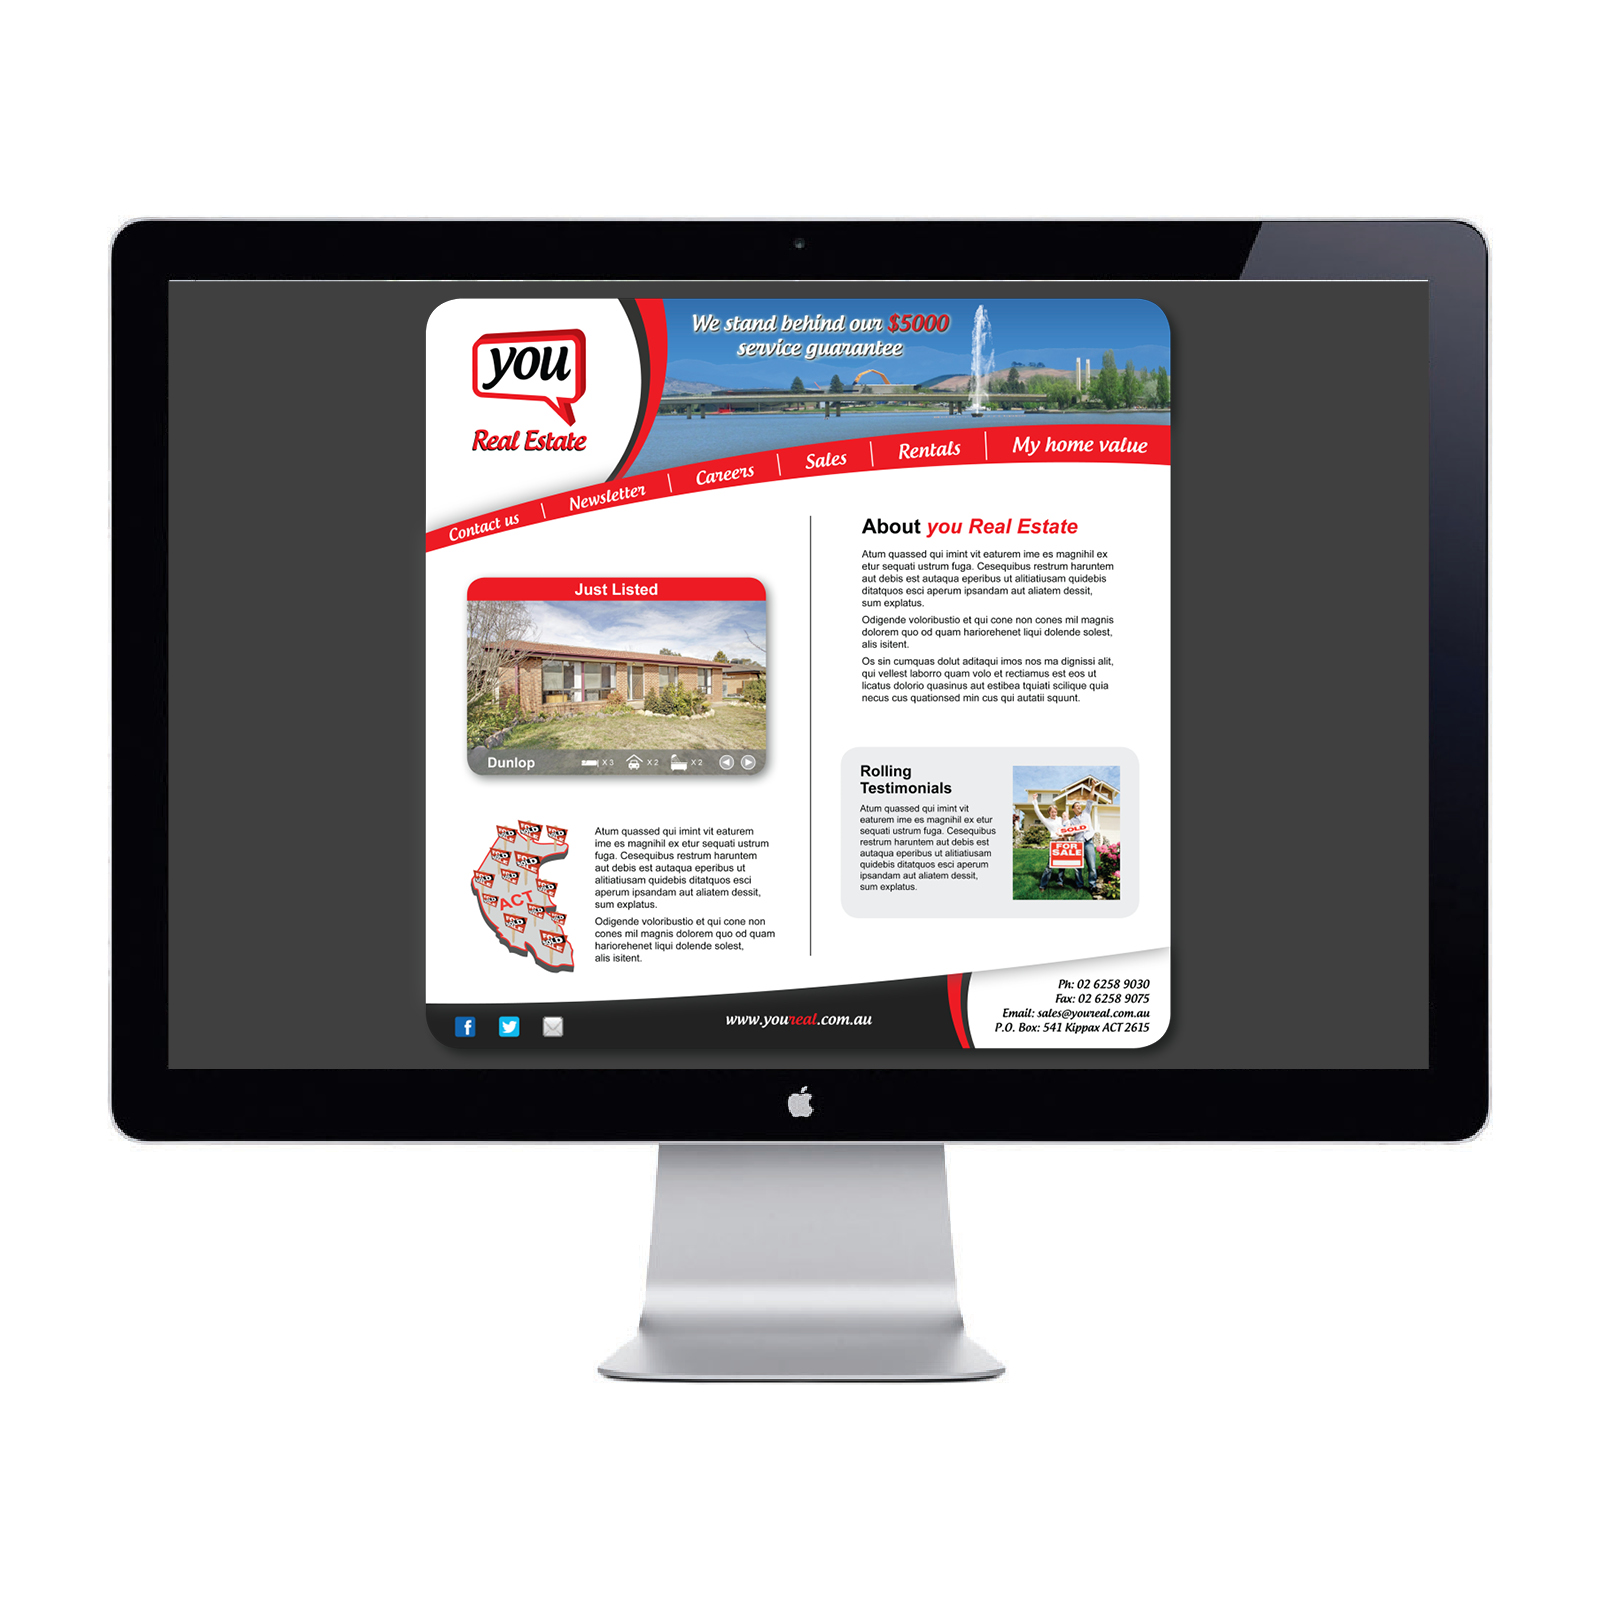 you
Real Estate
We stand behind our $5000
service guarantee
Contact us
Newsletter
Careers
Sales
Rentals
My home value
Just Listed
Dunlop
X 3
X 2
X 2
ACT
Atum quassed qui imint vit eaturem
ime es magnihil ex etur sequati ustrum
fuga. Cesequibus restrum haruntem
aut debis est autaqua eperibus ut
alitiatiusam quidebis ditatquos esci
aperum ipsandam aut aliatem dessit,
sum explatus.
Odigende voloribustio et qui cone non
cones mil magnis dolorem quo od quam
hariorehenet liqui dolende solest,
alis isitent.
About you Real Estate
Atum quassed qui imint vit eaturem ime es magnihil ex
etur sequati ustrum fuga. Cesequibus restrum haruntem
aut debis est autaqua eperibus ut alitiatiusam quidebis
ditatquos esci aperum ipsandam aut aliatem dessit,
sum explatus.
Odigende voloribustio et qui cone non cones mil magnis
dolorem quo od quam hariorehenet liqui dolende solest,
alis isitent.
Os sin cumquas dolut aditaqui imos nos ma dignissi alit,
qui vellest laborro quam volo et rectiamus est eos ut
licatus dolorio quasinus aut estibea tquiati scilique quia
necus cus quationsed min cus qui autatii squunt.
Rolling
Testimonials
Atum quassed qui imint vit
eaturem ime es magnihil ex etur
sequati ustrum fuga. Cesequibus
restrum haruntem aut debis est
autaqua eperibus ut alitiatiusam
quidebis ditatquos esci aperum
ipsandam aut aliatem dessit,
sum explatus.
SOLD
FOR
SALE
www.youreal.com.au
Ph: 02 6258 9030
Fax: 02 6258 9075
Email: sales@youreal.com.au
P.O. Box: 541 Kippax ACT 2615